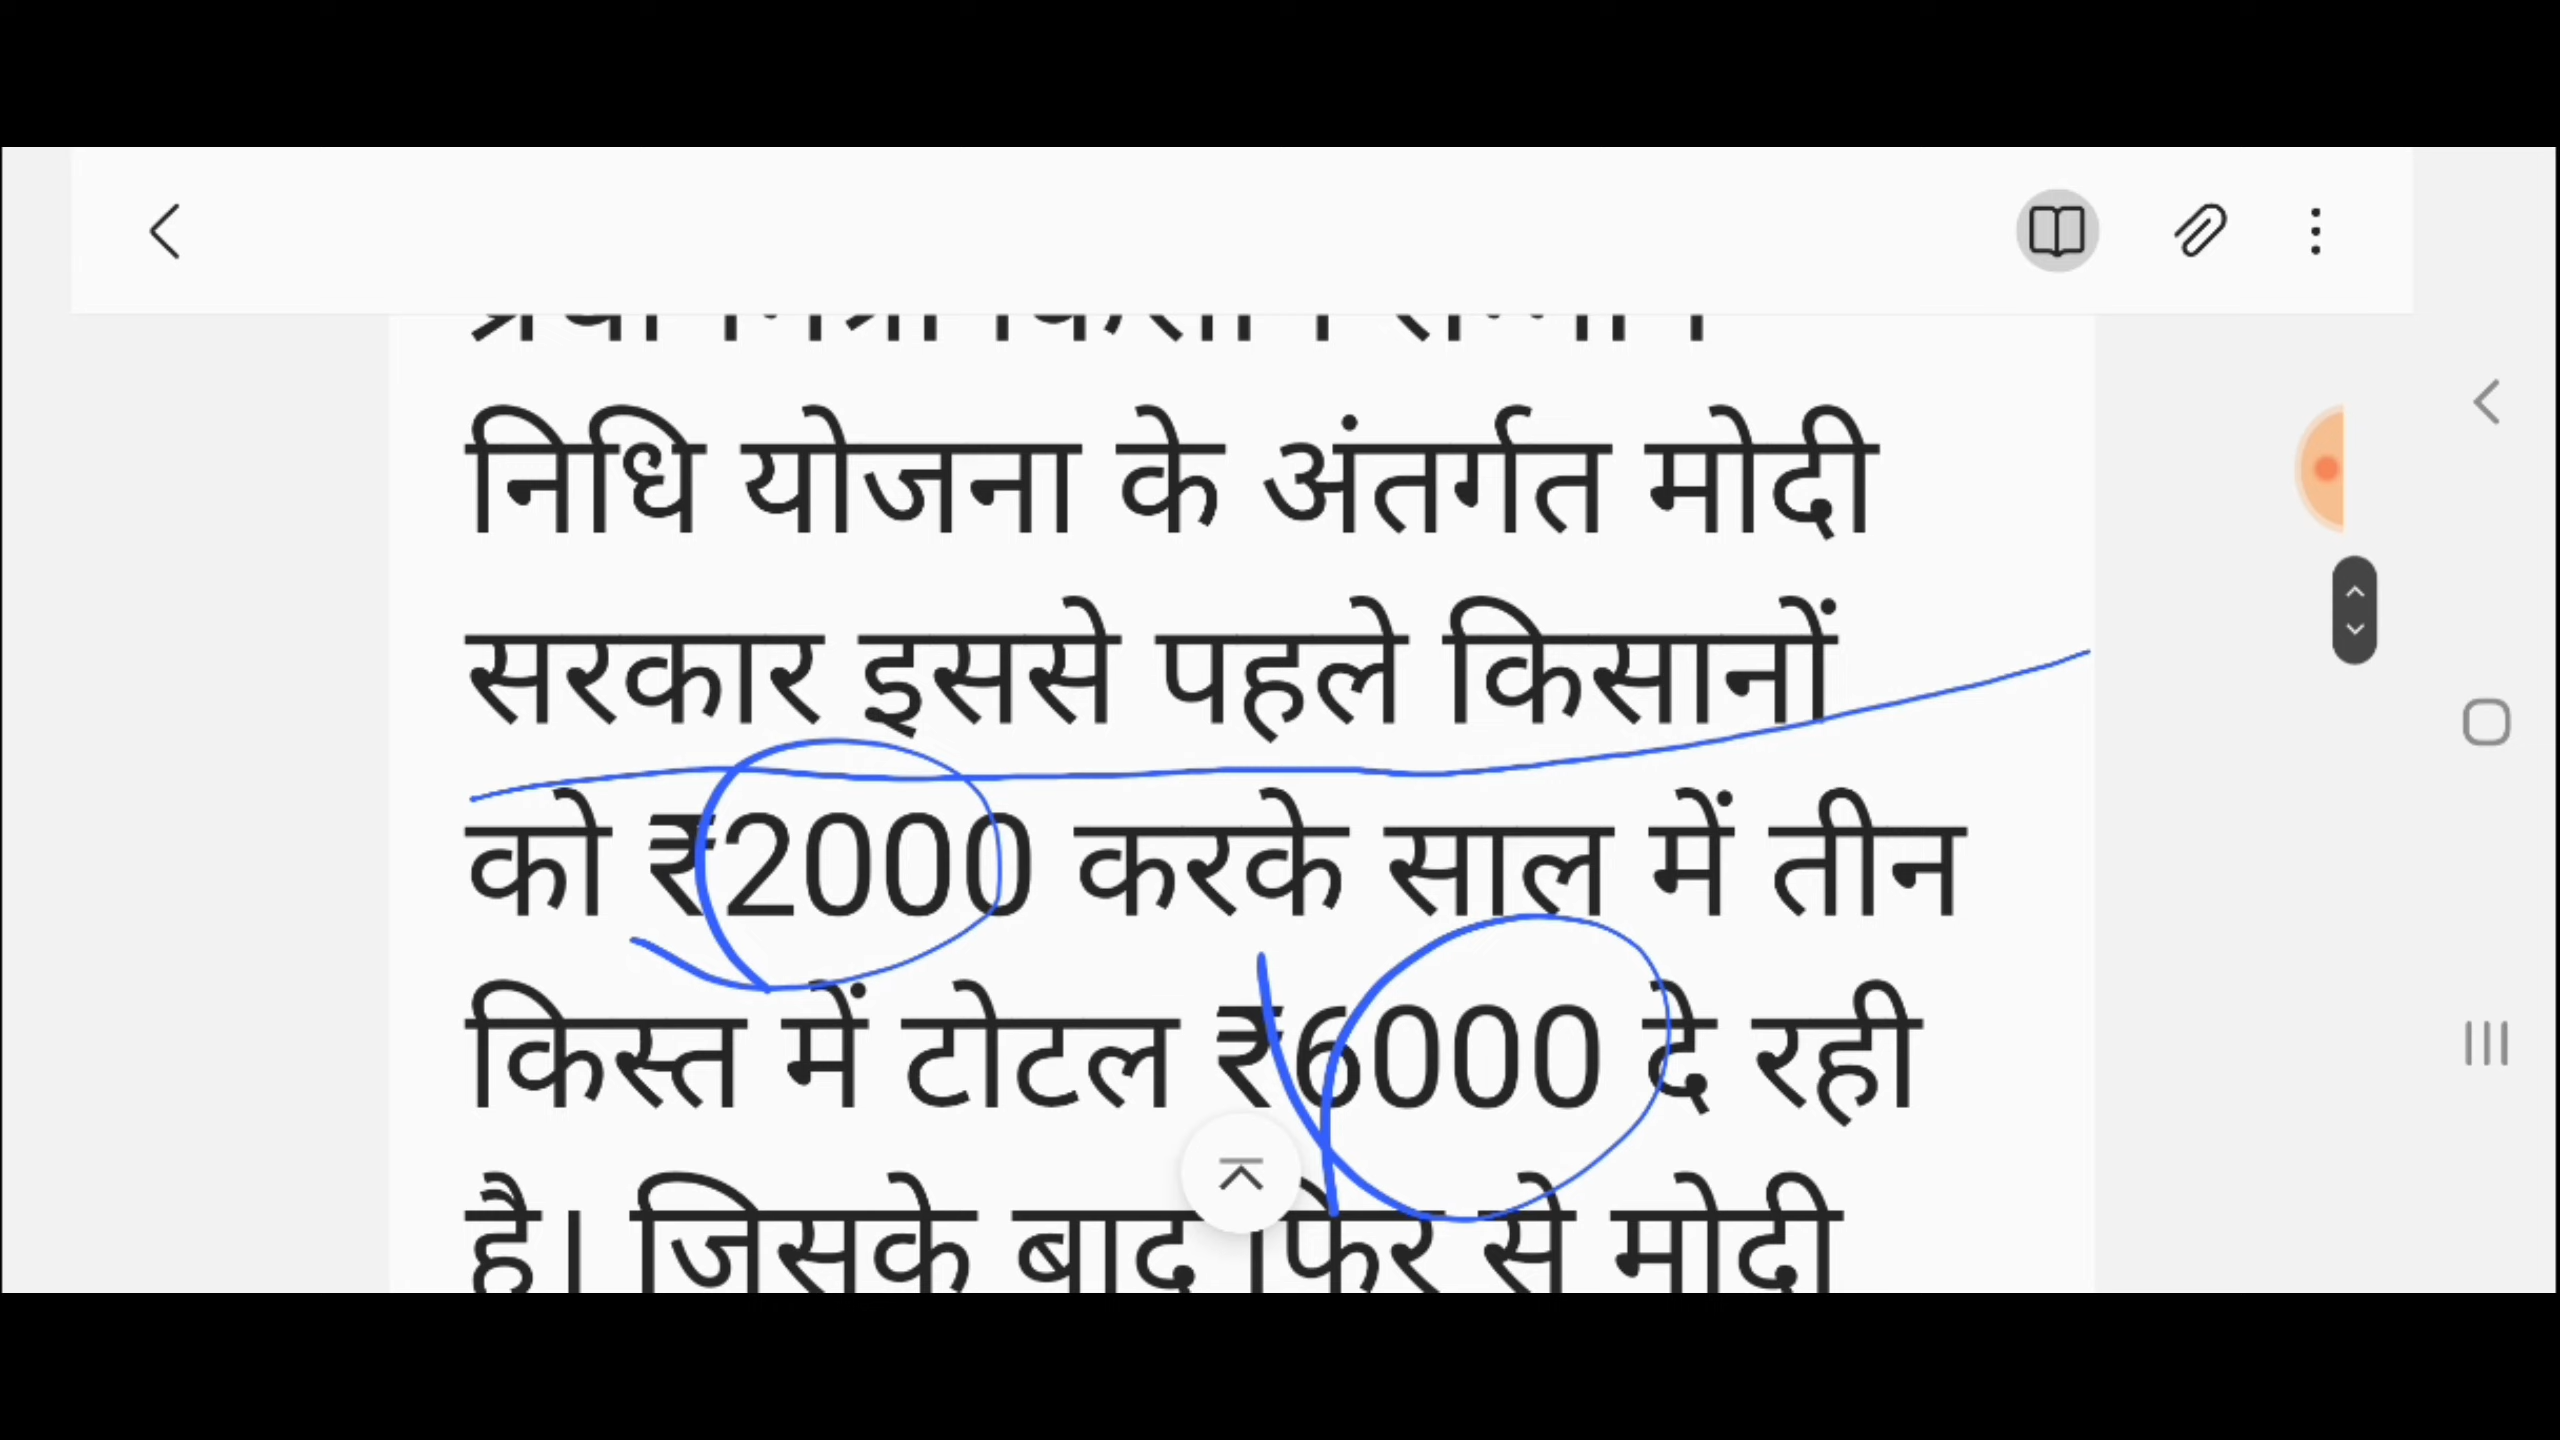 निधि योजना के अंतर्गत मोदी
सरकार इससे पहले किसानों
को ₹2000 करके साल में तीन
किस्त में टोटल ₹6000 दे रही
है। जिसके बाद फिर से मोदी